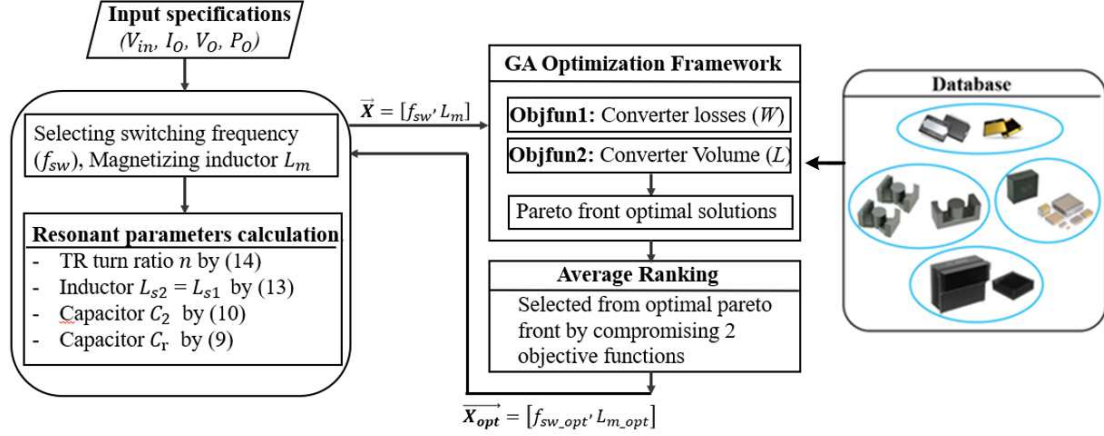 Input specifications
(V_in, I_O, V_O, P_O)
Selecting switching frequency
(f_sw), Magnetizing inductor L_m
Resonant parameters calculation
- TR turn ratio n by (14)
- Inductor L_s2 = L_s1 by (13)
- Capacitor C_2 by (10)
- Capacitor C_r by (9)
X⃗ = [f_sw, L_m]
GA Optimization Framework
Objfun1: Converter losses (W)
Objfun2: Converter Volume (L)
Pareto front optimal solutions
Average Ranking
Selected from optimal pareto
front by compromising 2
objective functions
X_opt⃗ = [f_sw_opt, L_m_opt]
Database